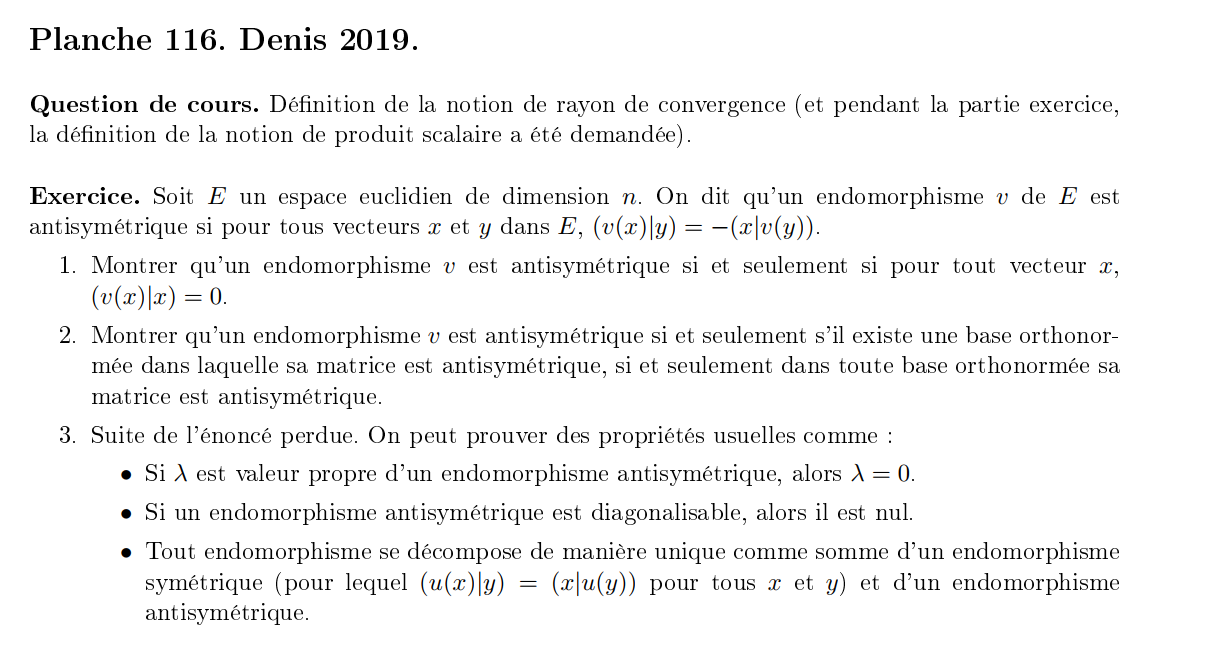 Planche 116. Denis 2019.
Question de cours. Définition de la notion de rayon de convergence (et pendant la partie exercice,
la définition de la notion de produit scalaire a été demandée).
Exercice. Soit E un espace euclidien de dimension n. On dit qu'un endomorphisme v de E est
antisymétrique si pour tous vecteurs x et y dans E, (v(x)|y) = −(x|v(y)).
1. Montrer qu'un endomorphisme v est antisymétrique si et seulement si pour tout vecteur x,
(v(x)|x) = 0.
2. Montrer qu'un endomorphisme v est antisymétrique si et seulement s'il existe une base orthonor-
mée dans laquelle sa matrice est antisymétrique, si et seulement dans toute base orthonormée sa
matrice est antisymétrique.
3. Suite de l'énoncé perdue. On peut prouver des propriétés usuelles comme :
• Si λ est valeur propre d'un endomorphisme antisymétrique, alors λ = 0.
• Si un endomorphisme antisymétrique est diagonalisable, alors il est nul.
• Tout endomorphisme se décompose de manière unique comme somme d'un endomorphisme
symétrique (pour lequel (u(x)|y) = (x|u(y)) pour tous x et y) et d'un endomorphisme
antisymétrique.